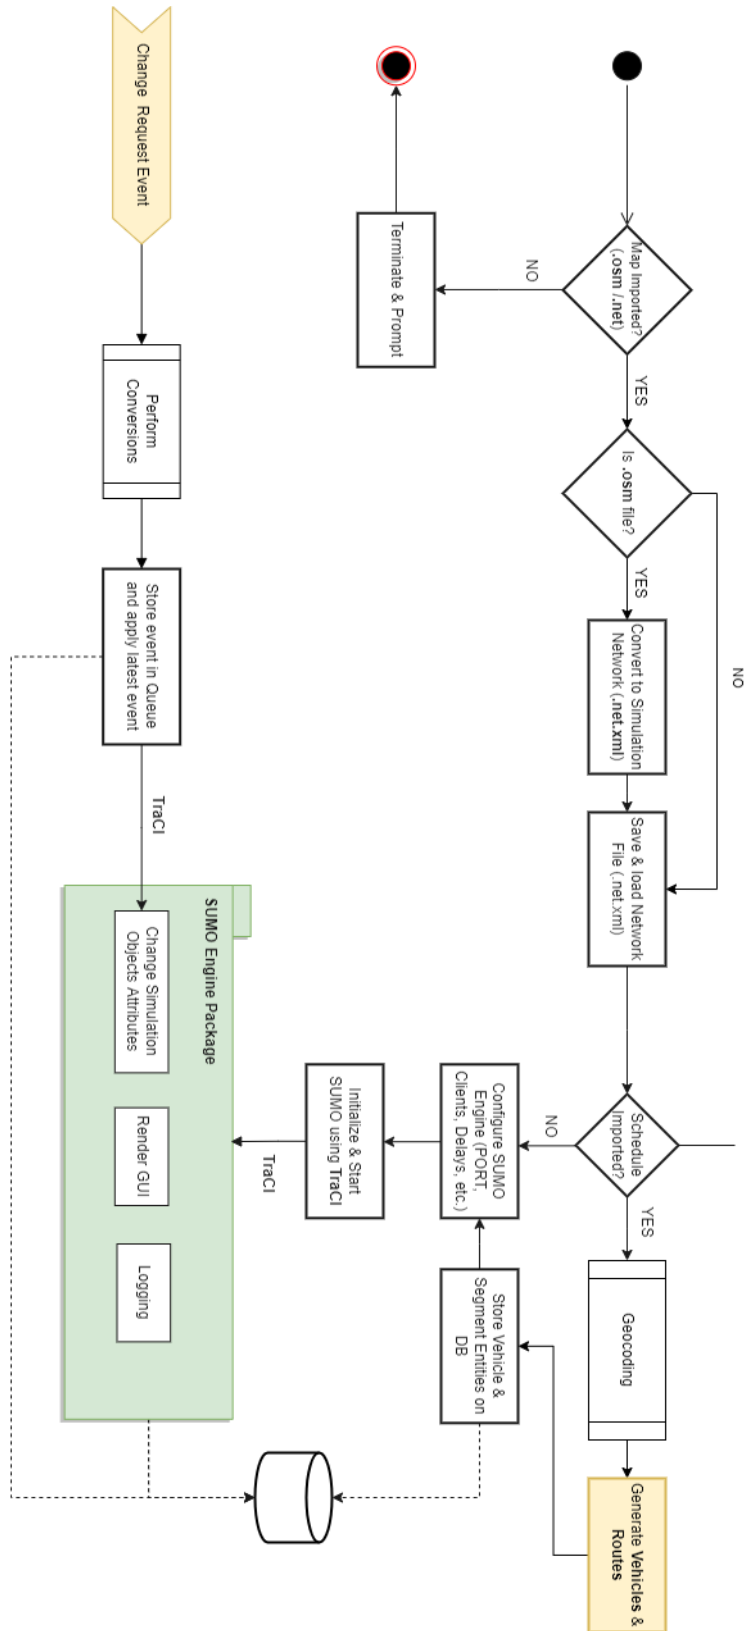 Map Imported?
(.osm /.net)
NO
Terminate & Prompt
YES
Is .osm file?
NO
YES
Convert to Simulation
Network (.net.xml)
Save & load Network
File (.net.xml)
Schedule
Imported?
YES
Geocoding
Generate Vehicles &
Routes
NO
Configure SUMO
Engine (PORT,
Clients, Delays, etc.)
Store Vehicle &
Segment Entities on
DB
Initialize & Start
SUMO using TraCI
TraCI
Change Request Event
Perform
Conversions
Store event in Queue
and apply latest event
TraCI
SUMO Engine Package
Change Simulation
Objects Attributes
Render GUI
Logging